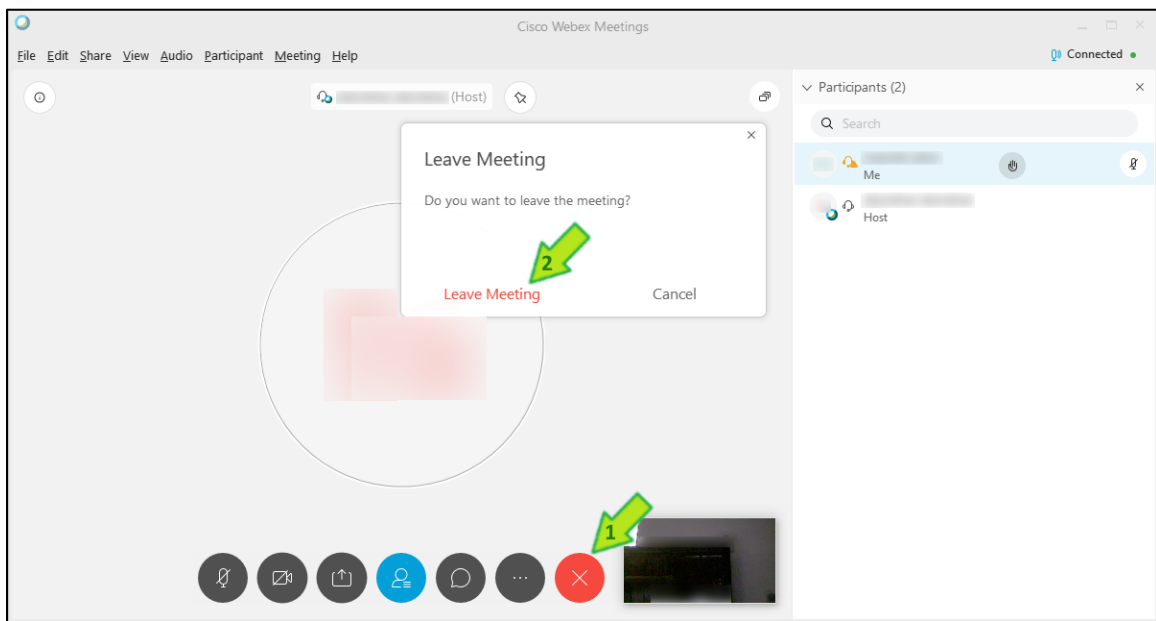 Cisco Webex Meetings
File Edit Share View Audio Participant Meeting Help
Connected
(Host)
Participants (2)
Search
Me
Host
Leave Meeting
Do you want to leave the meeting?
2
Leave Meeting Cancel
1